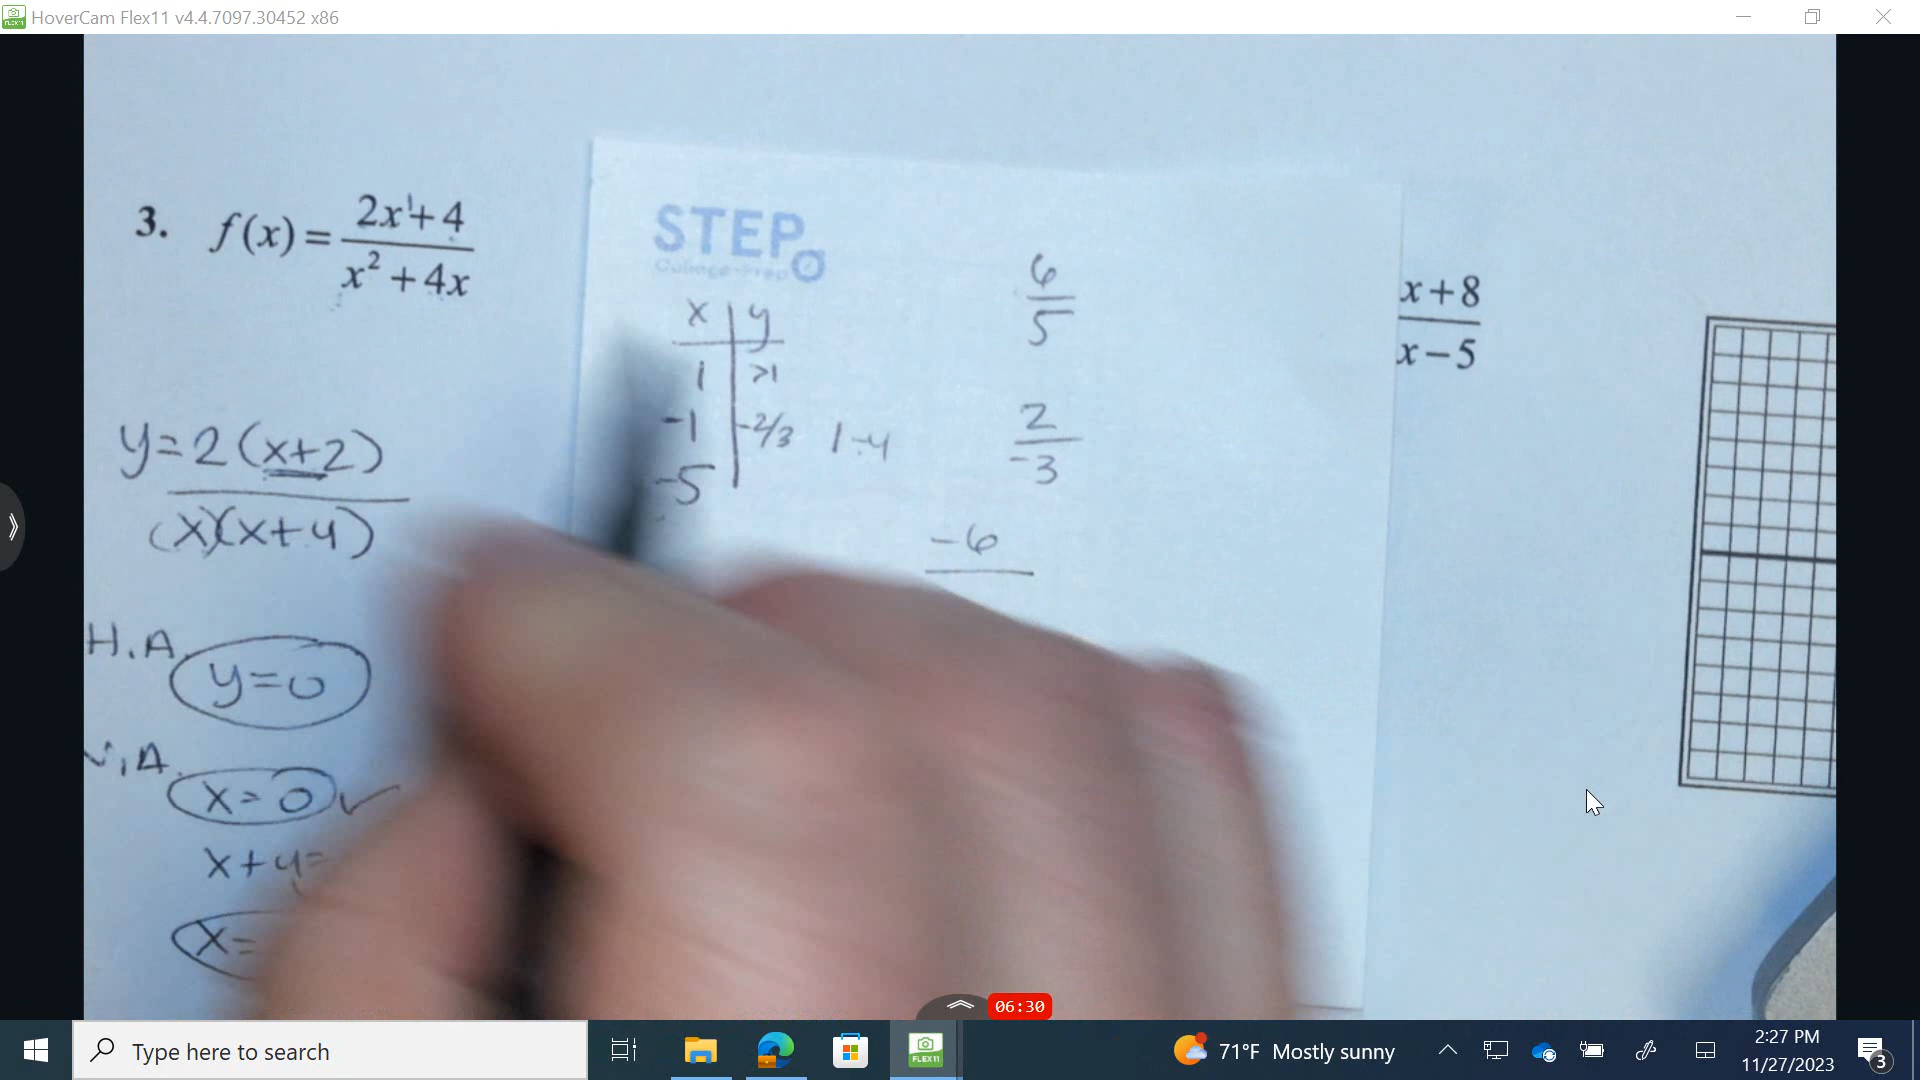 HoverCam Flex11 v4.4.7097.30452 x86
3. f(x) = 2x¹+4 / x² + 4x
STEP
College-Prep
x | y
1 | >1
-1 | -2/3
-5
1-4
6/5
2/-3
-6
x+8
x-5
y=2(x+2)
(x)(x+4)
H.A.
y=0
V.A.
x=0 ✓
x+4=
x=
06:30
Type here to search
FLEX11
71°F Mostly sunny
2:27 PM
11/27/2023
3